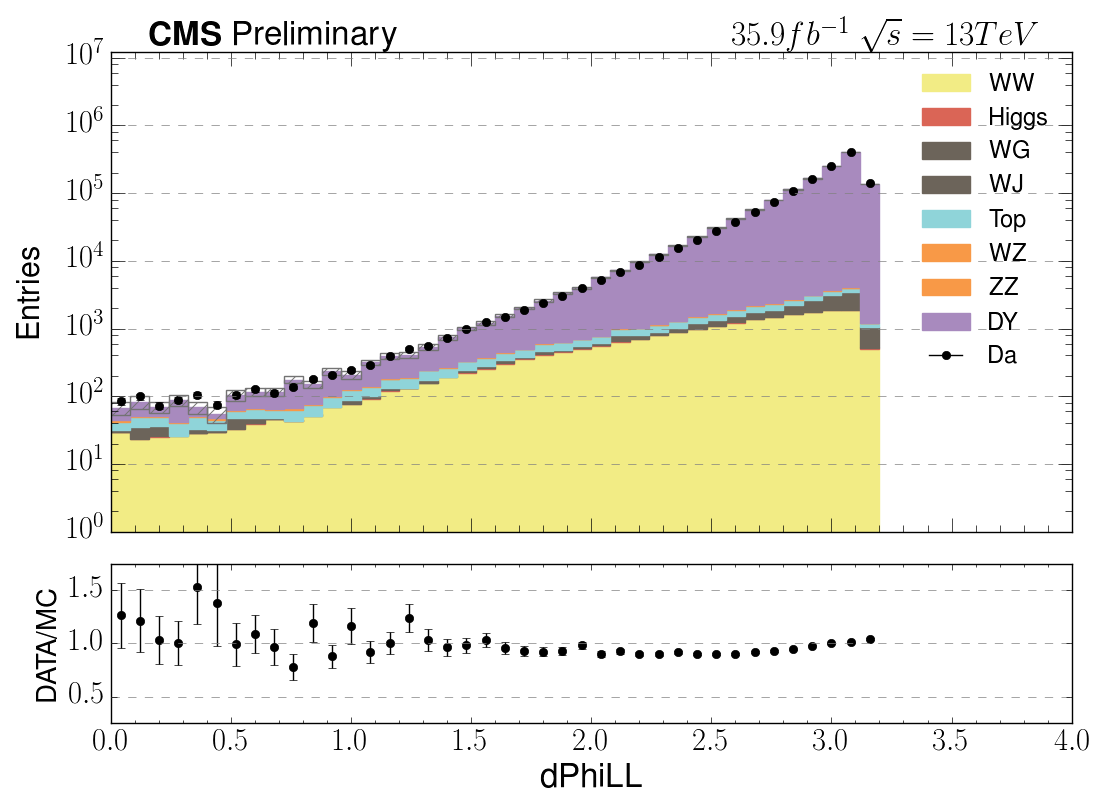 CMS Preliminary 35.9fb⁻¹ √s = 13TeV
10⁷
10⁶
10⁵
10⁴
10³
10²
10¹
10⁰
Entries
WW
Higgs
WG
WJ
Top
WZ
ZZ
DY
Da
1.5
1.0
0.5
DATA/MC
0.0 0.5 1.0 1.5 2.0 2.5 3.0 3.5 4.0
dPhiLL